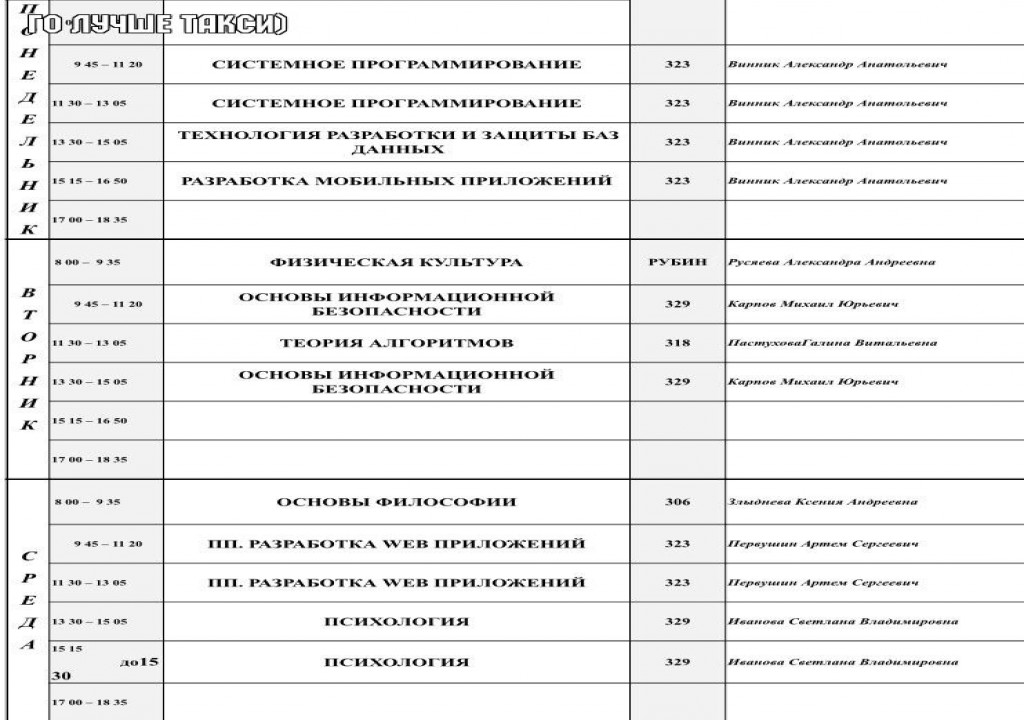 ПОНЕДЕЛЬНИК
ГО ЛУЧШЕ ТАКСИ)
9 45 – 11 20 СИСТЕМНОЕ ПРОГРАММИРОВАНИЕ 323 Винник Александр Анатольевич
11 30 – 13 05 СИСТЕМНОЕ ПРОГРАММИРОВАНИЕ 323 Винник Александр Анатольевич
13 30 – 15 05 ТЕХНОЛОГИЯ РАЗРАБОТКИ И ЗАЩИТЫ БАЗ
ДАННЫХ 323 Винник Александр Анатольевич
15 15 – 16 50 РАЗРАБОТКА МОБИЛЬНЫХ ПРИЛОЖЕНИЙ 323 Винник Александр Анатольевич
17 00 – 18 35
ВТОРНИК
8 00 – 9 35 ФИЗИЧЕСКАЯ КУЛЬТУРА РУБИН Русяева Александра Андреевна
9 45 – 11 20 ОСНОВЫ ИНФОРМАЦИОННОЙ
БЕЗОПАСНОСТИ 329 Карпов Михаил Юрьевич
11 30 – 13 05 ТЕОРИЯ АЛГОРИТМОВ 318 ПастуховаГалина Витальевна
13 30 – 15 05 ОСНОВЫ ИНФОРМАЦИОННОЙ
БЕЗОПАСНОСТИ 329 Карпов Михаил Юрьевич
15 15 – 16 50
17 00 – 18 35
СРЕДА
8 00 – 9 35 ОСНОВЫ ФИЛОСОФИИ 306 Злыднева Ксения Андреевна
9 45 – 11 20 ПП. РАЗРАБОТКА WEB ПРИЛОЖЕНИЙ 323 Первушин Артем Сергеевич
11 30 – 13 05 ПП. РАЗРАБОТКА WEB ПРИЛОЖЕНИЙ 323 Первушин Артем Сергеевич
13 30 – 15 05 ПСИХОЛОГИЯ 329 Иванова Светлана Владимировна
15 15
до15 ПСИХОЛОГИЯ 329 Иванова Светлана Владимировна
30
17 00 – 18 35